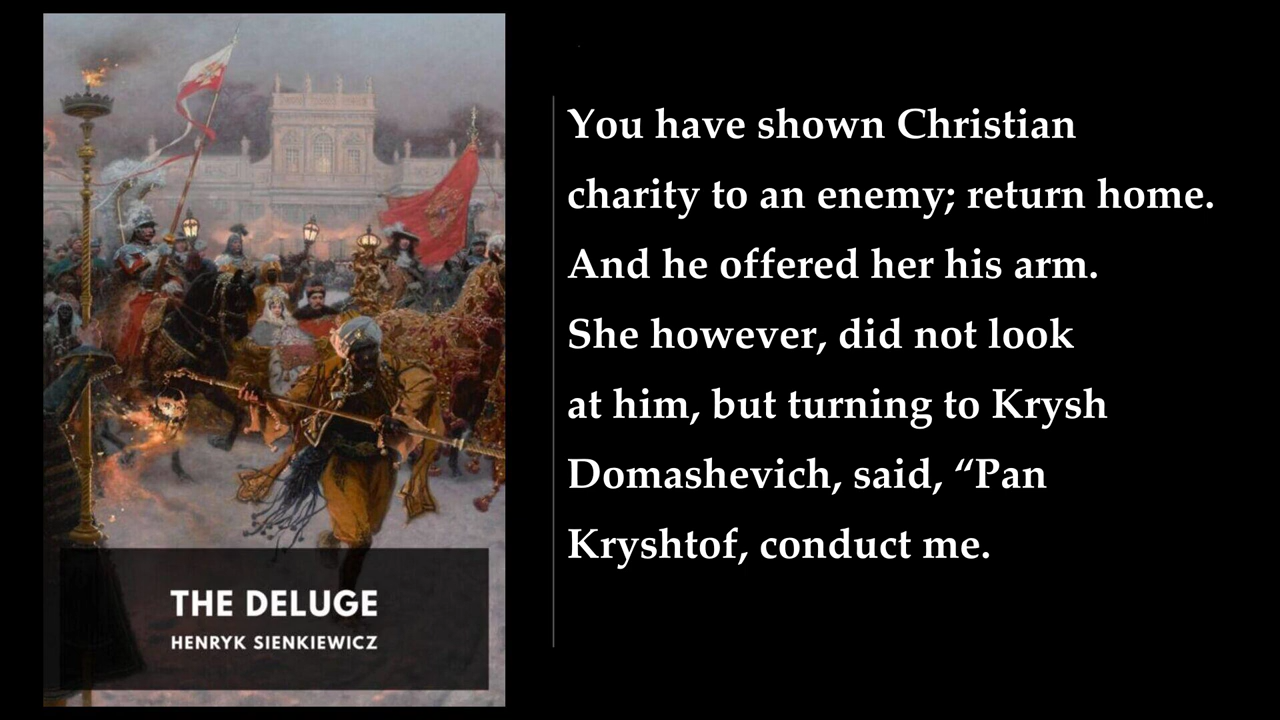 You have shown Christian
charity to an enemy; return home.
And he offered her his arm.
She however, did not look
at him, but turning to Krysh
Domashevich, said, “Pan
Kryshtof, conduct me.
THE DELUGE
HENRYK SIENKIEWICZ